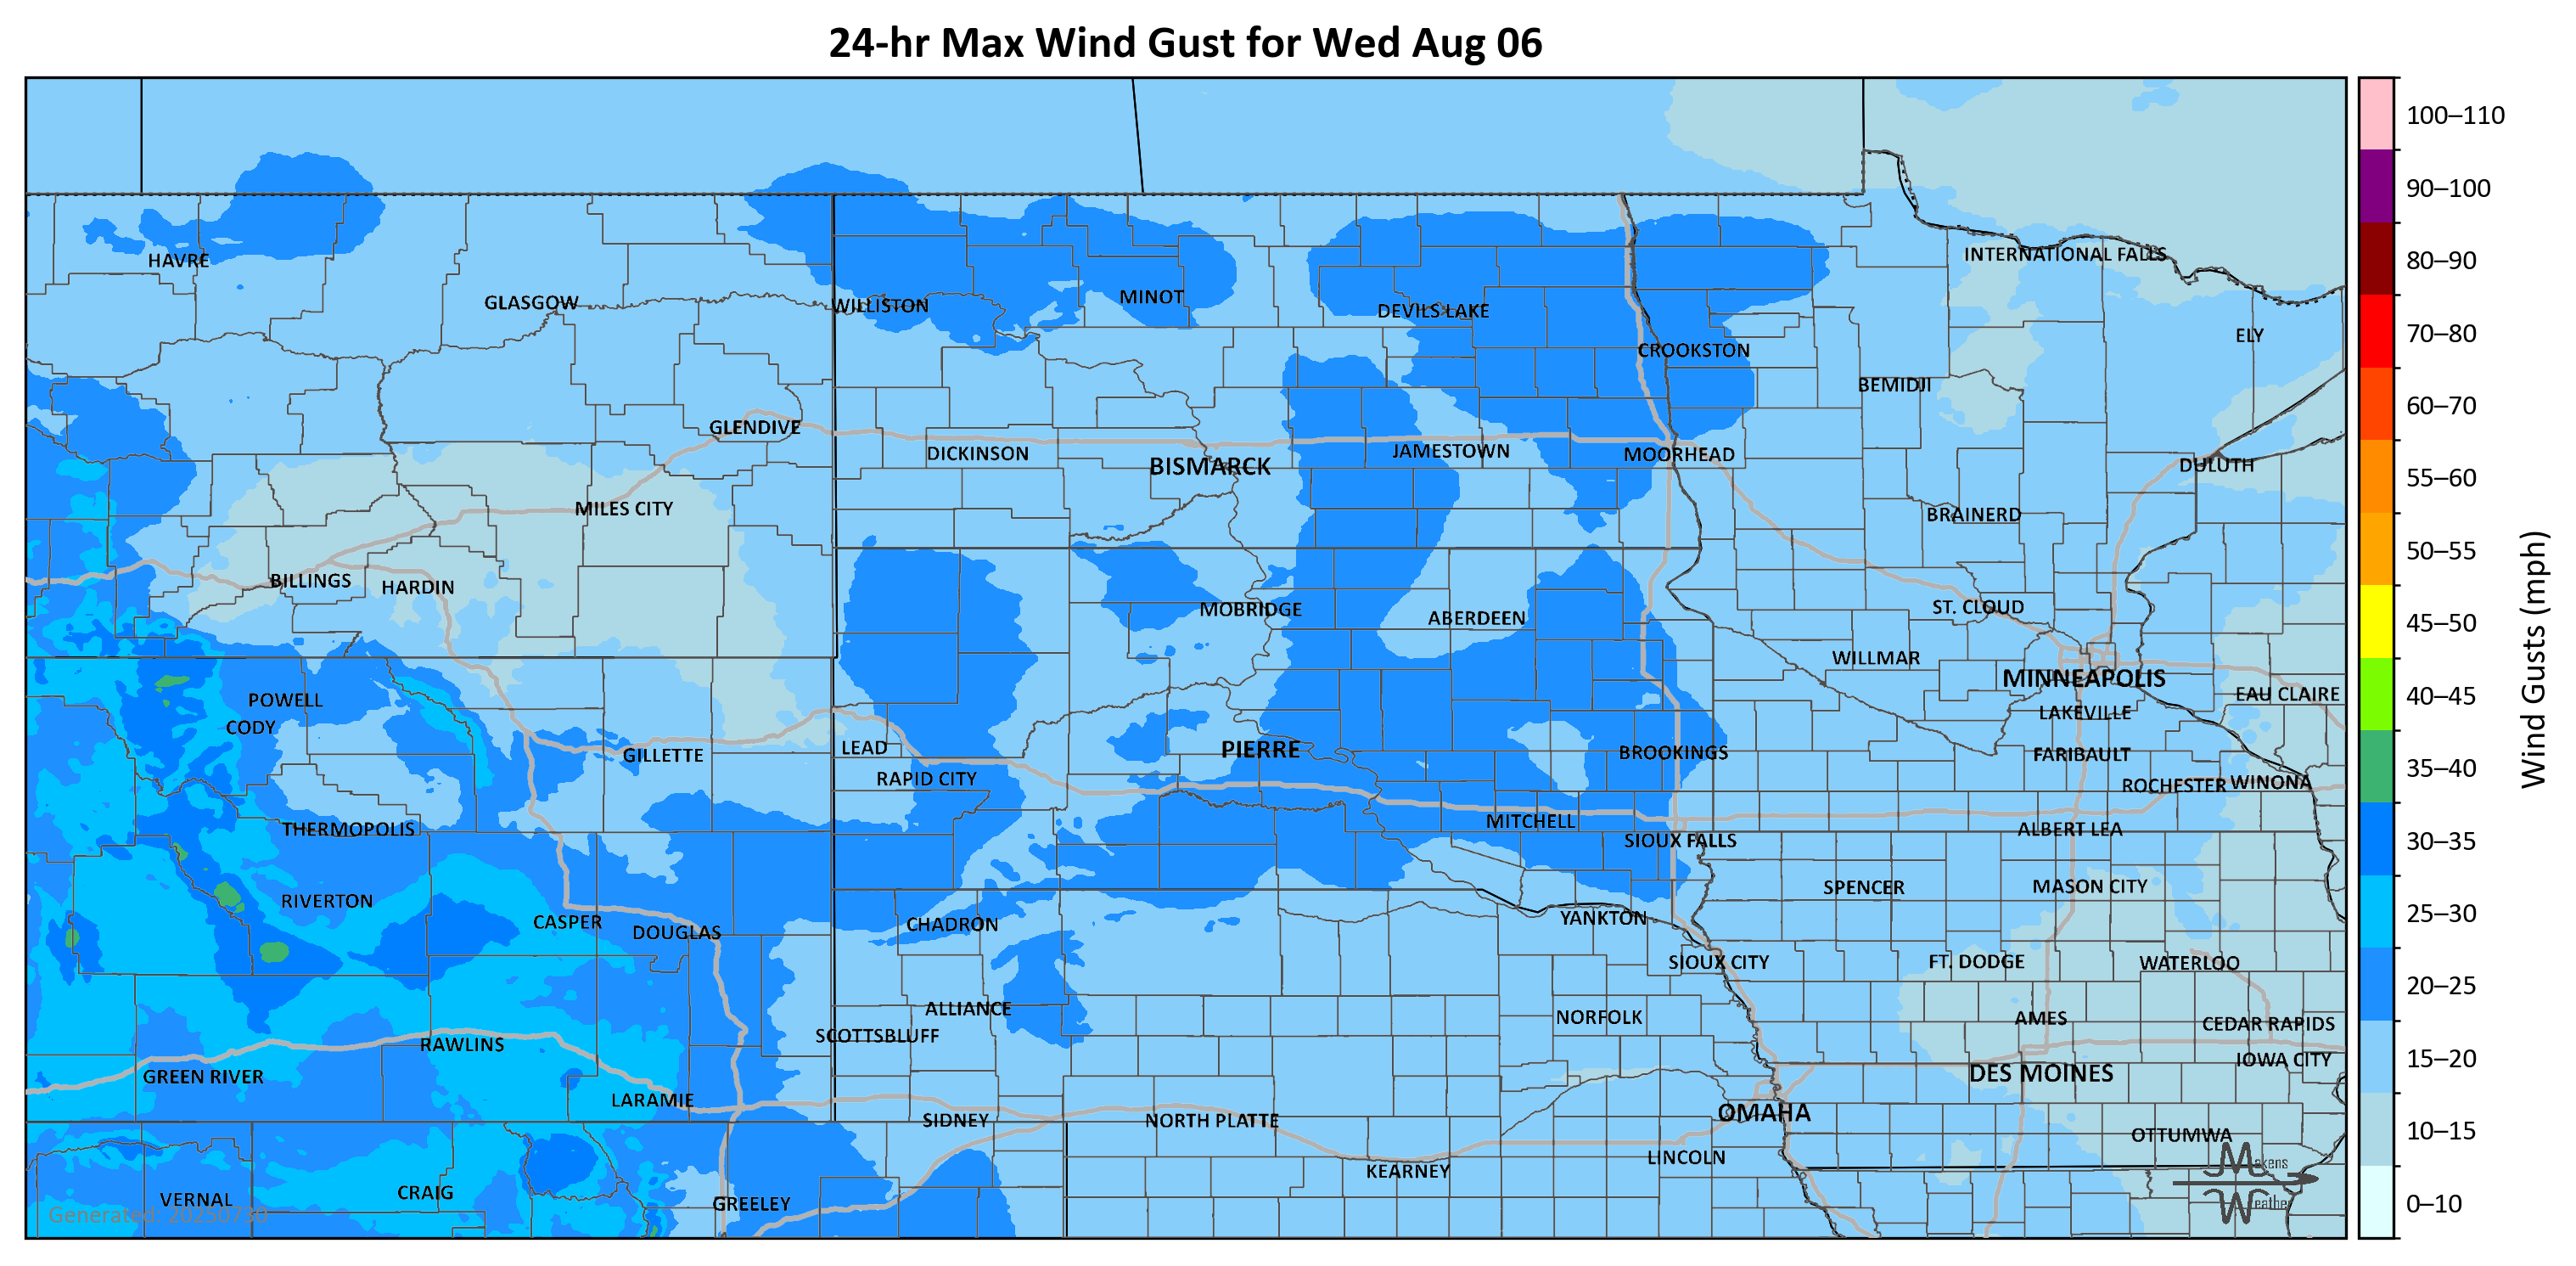 24-hr Max Wind Gust for Wed Aug 06
100–110
90–100
80–90
70–80
60–70
55–60
50–55
45–50
40–45
35–40
30–35
25–30
20–25
15–20
10–15
0–10
Wind Gusts (mph)
HAVRE
INTERNATIONAL FALLS
GLASGOW
WILLISTON
MINOT
DEVILS LAKE
ELY
CROOKSTON
BEMIDJI
GLENDIVE
DICKINSON
BISMARCK
JAMESTOWN
MOORHEAD
DULUTH
MILES CITY
BRAINERD
BILLINGS
HARDIN
MOBRIDGE
ABERDEEN
ST. CLOUD
WILLMAR
MINNEAPOLIS
EAU CLAIRE
POWELL
CODY
LAKEVILLE
GILLETTE
LEAD
PIERRE
BROOKINGS
FARIBAULT
RAPID CITY
ROCHESTER
WINONA
THERMOPOLIS
MITCHELL
SIOUX FALLS
ALBERT LEA
RIVERTON
SPENCER
MASON CITY
CASPER
DOUGLAS
CHADRON
YANKTON
SIOUX CITY
FT. DODGE
WATERLOO
ALLIANCE
NORFOLK
AMES
CEDAR RAPIDS
SCOTTSBLUFF
RAWLINS
IOWA CITY
GREEN RIVER
DES MOINES
LARAMIE
OMAHA
SIDNEY
NORTH PLATTE
OTTUMWA
LINCOLN
KEARNEY
VERNAL
CRAIG
GREELEY
Generated: 20250730
Makens
Weather